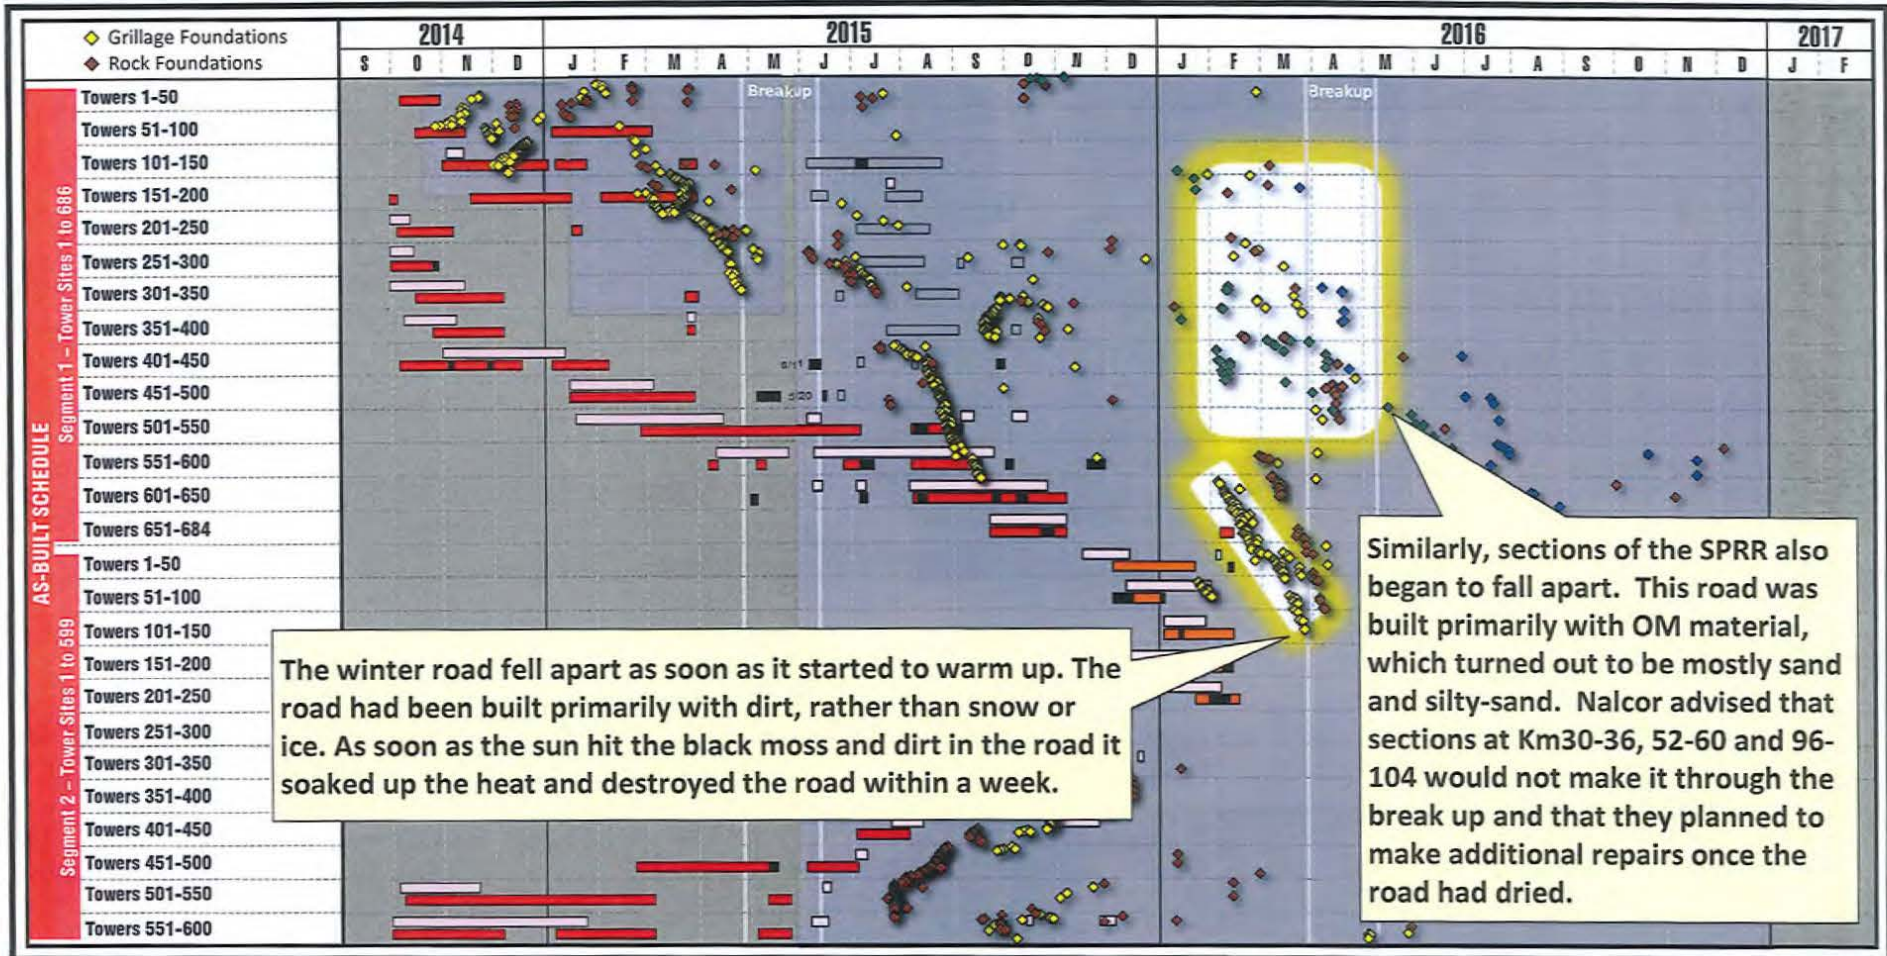 Grillage Foundations
Rock Foundations
2014
2015
2016
2017
S O N D J F M A M J J A S O N D J F M A M J J A S O N D J F
AS-BUILT SCHEDULE
Segment 1 – Tower Sites 1 to 686
Towers 1-50
Breakup
Breakup
Towers 51-100
Towers 101-150
Towers 151-200
Towers 201-250
Towers 251-300
Towers 301-350
Towers 351-400
Towers 401-450
Towers 451-500
5/20
Towers 501-550
Towers 551-600
Towers 601-650
Towers 651-684
Segment 2 – Tower Sites 1 to 599
Towers 1-50
Towers 51-100
Towers 101-150
Towers 151-200
Towers 201-250
Towers 251-300
Towers 301-350
Towers 351-400
Towers 401-450
Towers 451-500
Towers 501-550
Towers 551-600
The winter road fell apart as soon as it started to warm up. The
road had been built primarily with dirt, rather than snow or
ice. As soon as the sun hit the black moss and dirt in the road it
soaked up the heat and destroyed the road within a week.
Similarly, sections of the SPRR also
began to fall apart. This road was
built primarily with OM material,
which turned out to be mostly sand
and silty-sand. Nalcor advised that
sections at Km30-36, 52-60 and 96-
104 would not make it through the
break up and that they planned to
make additional repairs once the
road had dried.